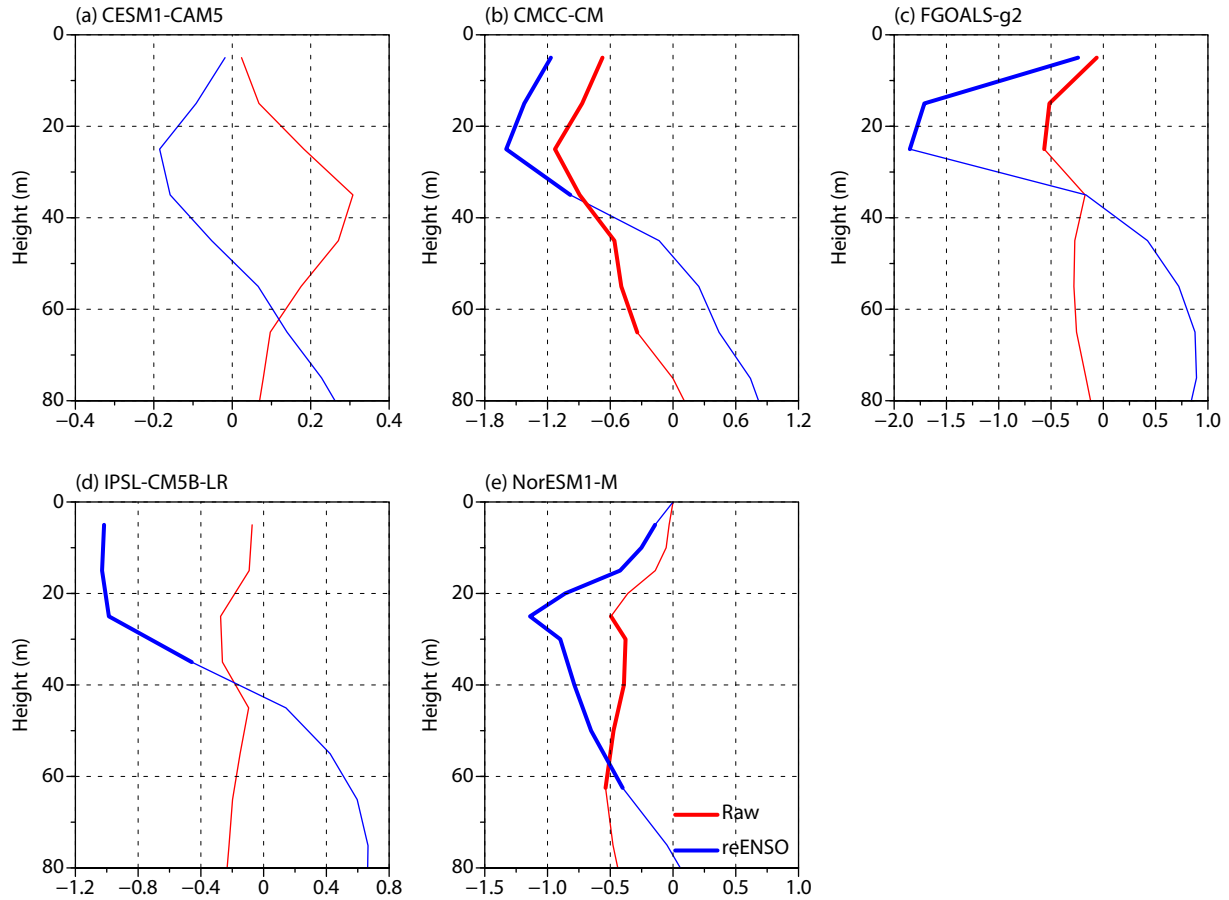 (a) CESM1-CAM5
(b) CMCC-CM
(c) FGOALS-g2
0
20
40
60
80
Height (m)
−0.4 −0.2 0 0.2 0.4
0
20
40
60
80
Height (m)
−1.8 −1.2 −0.6 0 0.6 1.2
0
20
40
60
80
Height (m)
−2.0 −1.5 −1.0 −0.5 0 0.5 1.0
(d) IPSL-CM5B-LR
(e) NorESM1-M
0
20
40
60
80
Height (m)
−1.2 −0.8 −0.4 0 0.4 0.8
0
20
40
60
80
Height (m)
−1.5 −1.0 −0.5 0 0.5 1.0
Raw
reENSO